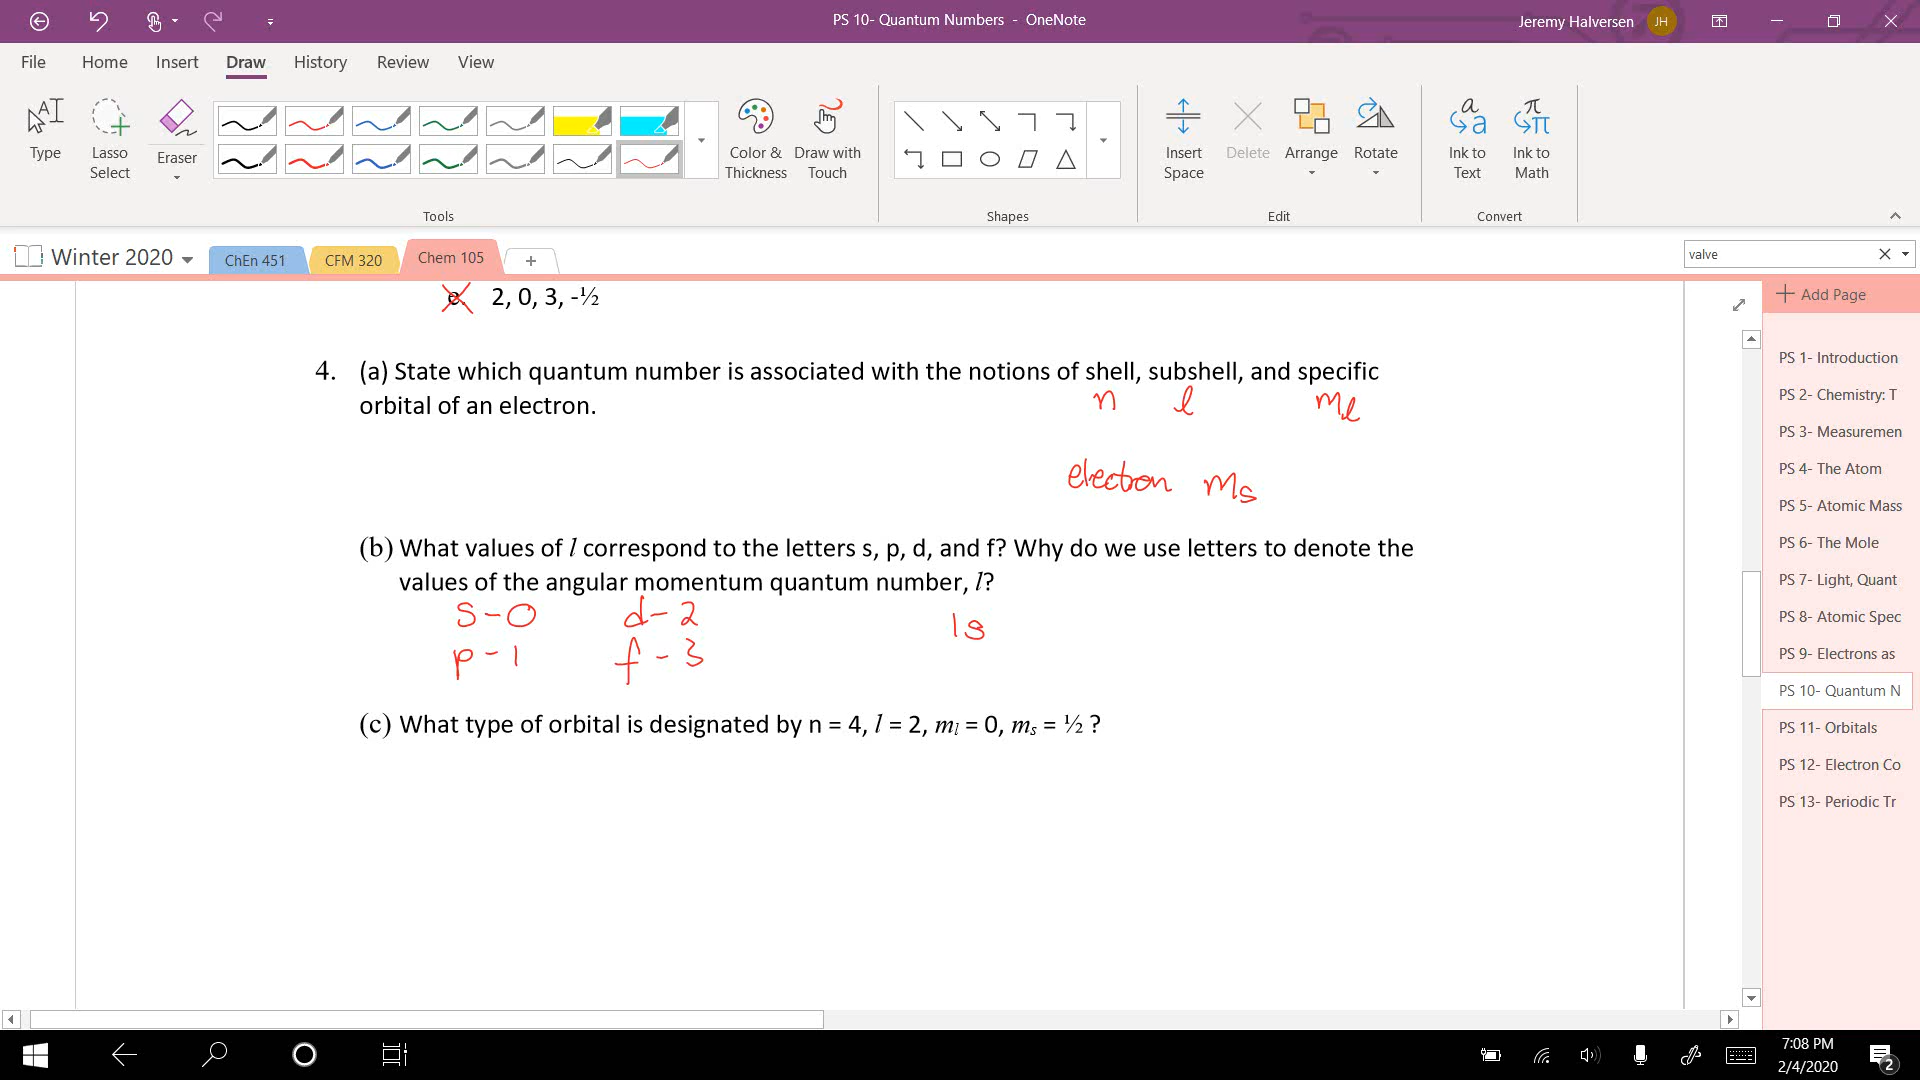 PS 10- Quantum Numbers - OneNote
Jeremy Halversen
JH
File Home Insert Draw History Review View
Type
Lasso Select
Eraser
Color & Thickness
Draw with Touch
Insert Space
Delete
Arrange
Rotate
Ink to Text
Ink to Math
Tools
Shapes
Edit
Convert
Winter 2020
ChEn 451
CFM 320
Chem 105
+
valve
e. 2, 0, 3, -½
4. (a) State which quantum number is associated with the notions of shell, subshell, and specific
orbital of an electron.
n l ml
electron ms
(b) What values of l correspond to the letters s, p, d, and f? Why do we use letters to denote the
values of the angular momentum quantum number, l?
s - 0 d - 2
1s
p - 1 f - 3
(c) What type of orbital is designated by n = 4, l = 2, ml = 0, ms = ½ ?
Add Page
PS 1- Introduction
PS 2- Chemistry: T
PS 3- Measuremen
PS 4- The Atom
PS 5- Atomic Mass
PS 6- The Mole
PS 7- Light, Quant
PS 8- Atomic Spec
PS 9- Electrons as
PS 10- Quantum N
PS 11- Orbitals
PS 12- Electron Co
PS 13- Periodic Tr
7:08 PM
2/4/2020
2